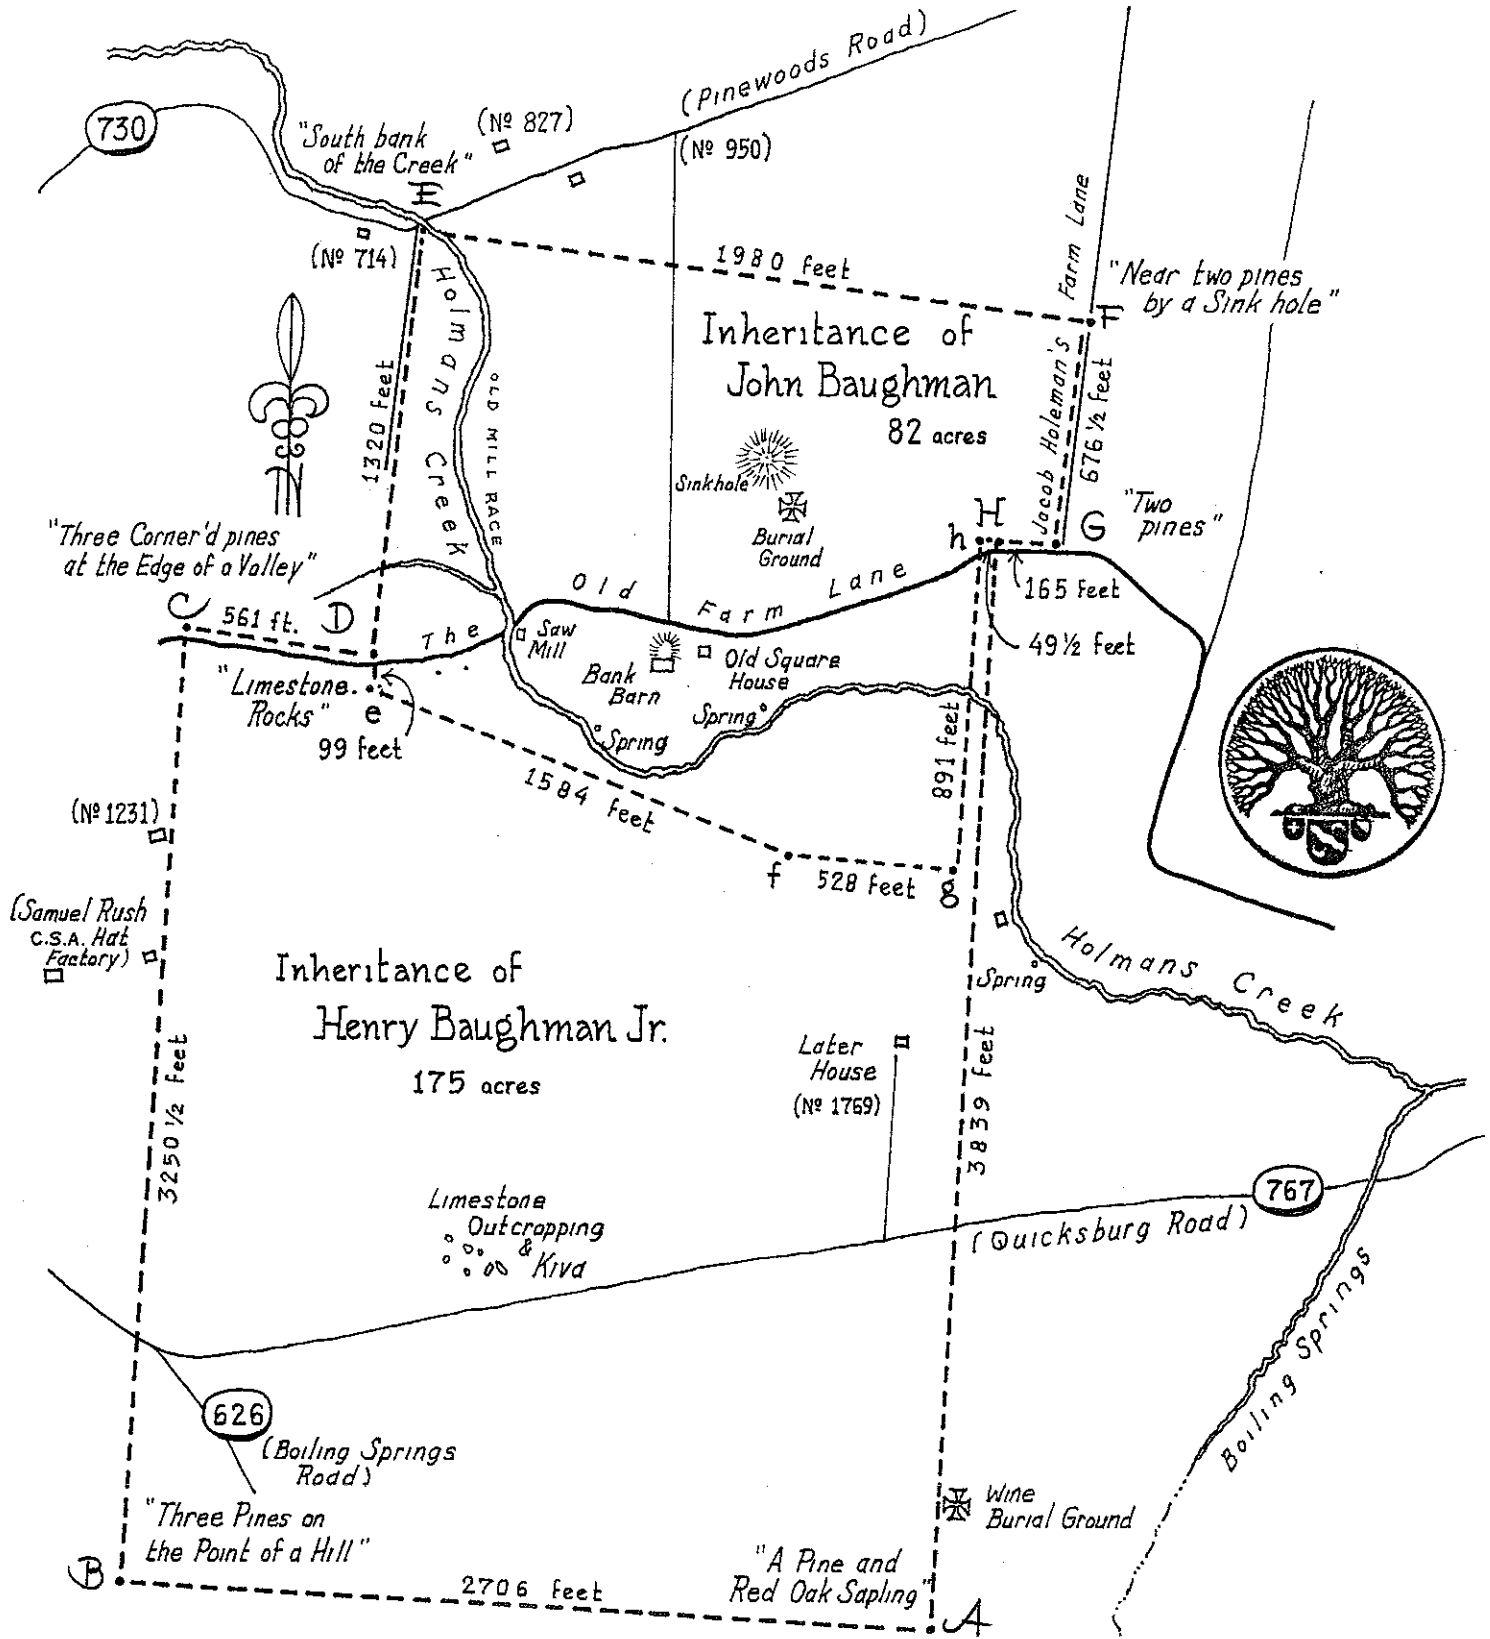 (Pinewoods Road)
730
"South bank
of the Creek"
(No 827)
(No 950)
E
(No 714)
1980 feet
Farm Lane
"Near two pines
by a Sink hole"
F
Holmans Creek
OLD MILL RACE
1320 feet
Inheritance of
John Baughman
82 acres
Jacob Holeman's
676 ½ feet
Sinkhole
Burial
Ground
"Three Corner'd pines
at the Edge of a Valley"
h
H
G
"Two
pines"
165 feet
49½ feet
C
561 ft.
D
The Old Farm Lane
Saw
Mill
Bank
Barn
Old Square
House
"Limestone
Rocks"
e
99 feet
Spring
Spring
1584 feet
891 feet
f
528 feet
g
(No 1231)
(Samuel Rush
C.S.A. Hat
Factory)
Inheritance of
Henry Baughman Jr.
175 acres
Spring
Holmans Creek
Later
House
(No 1769)
3839 feet
3250 ½ feet
Limestone
Outcropping
&
Kiva
767
(Quicksburg Road)
Boiling Springs
626
(Boiling Springs
Road)
"Three Pines on
the Point of a Hill"
B
2706 feet
Wine
Burial Ground
"A Pine and
Red Oak Sapling"
A